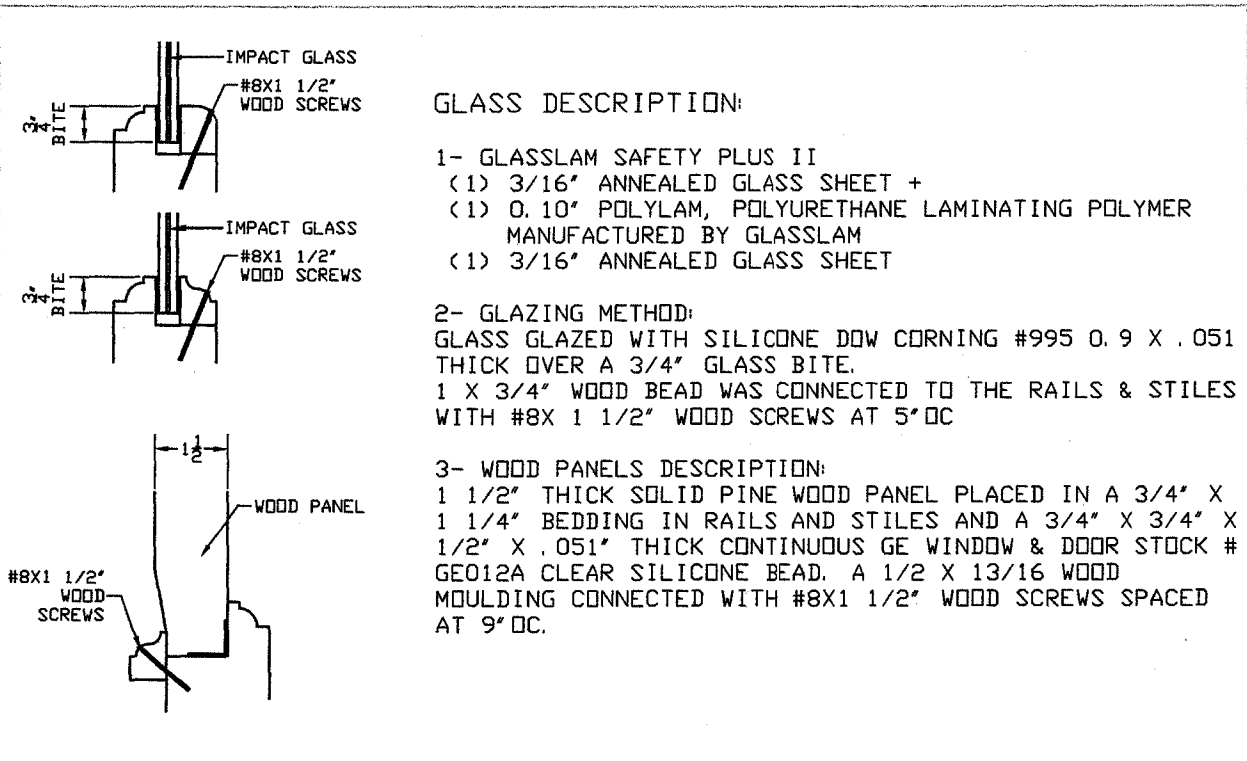 IMPACT GLASS
#8X1 1/2"
WOOD SCREWS
3/4"
BITE
IMPACT GLASS
#8X1 1/2"
WOOD SCREWS
3/4"
BITE
1 1/2
WOOD PANEL
#8X1 1/2"
WOOD
SCREWS
GLASS DESCRIPTION:
1- GLASSLAM SAFETY PLUS II
(1) 3/16" ANNEALED GLASS SHEET +
(1) 0.10" POLYLAM, POLYURETHANE LAMINATING POLYMER
MANUFACTURED BY GLASSLAM
(1) 3/16" ANNEALED GLASS SHEET
2- GLAZING METHOD:
GLASS GLAZED WITH SILICONE DOW CORNING #995 0.9 X .051
THICK OVER A 3/4" GLASS BITE.
1 X 3/4" WOOD BEAD WAS CONNECTED TO THE RAILS & STILES
WITH #8X 1 1/2" WOOD SCREWS AT 5"OC
3- WOOD PANELS DESCRIPTION:
1 1/2" THICK SOLID PINE WOOD PANEL PLACED IN A 3/4" X
1 1/4" BEDDING IN RAILS AND STILES AND A 3/4" X 3/4" X
1/2" X .051" THICK CONTINUOUS GE WINDOW & DOOR STOCK #
GE012A CLEAR SILICONE BEAD. A 1/2 X 13/16 WOOD
MOULDING CONNECTED WITH #8X1 1/2" WOOD SCREWS SPACED
AT 9"OC.